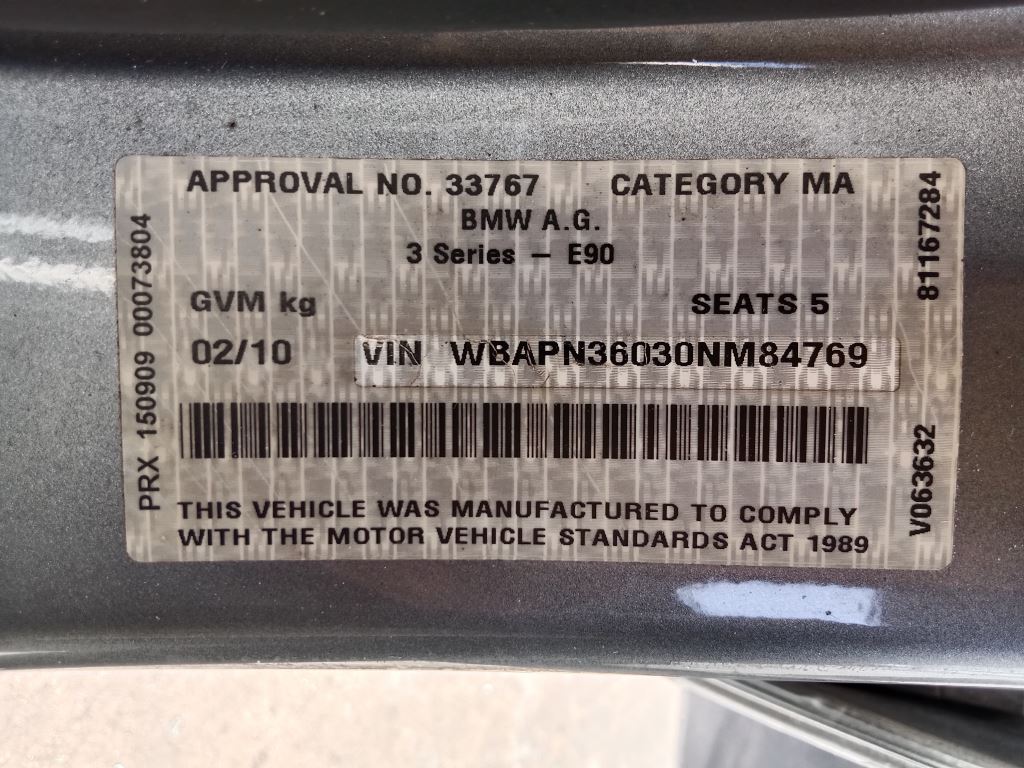 APPROVAL NO. 33767 CATEGORY MA
BMW A.G.
3 Series – E90
GVM kg SEATS 5
02/10 VIN WBAPN36030NM84769
THIS VEHICLE WAS MANUFACTURED TO COMPLY
WITH THE MOTOR VEHICLE STANDARDS ACT 1989
PRX 150909 00073804
81167284
V063632